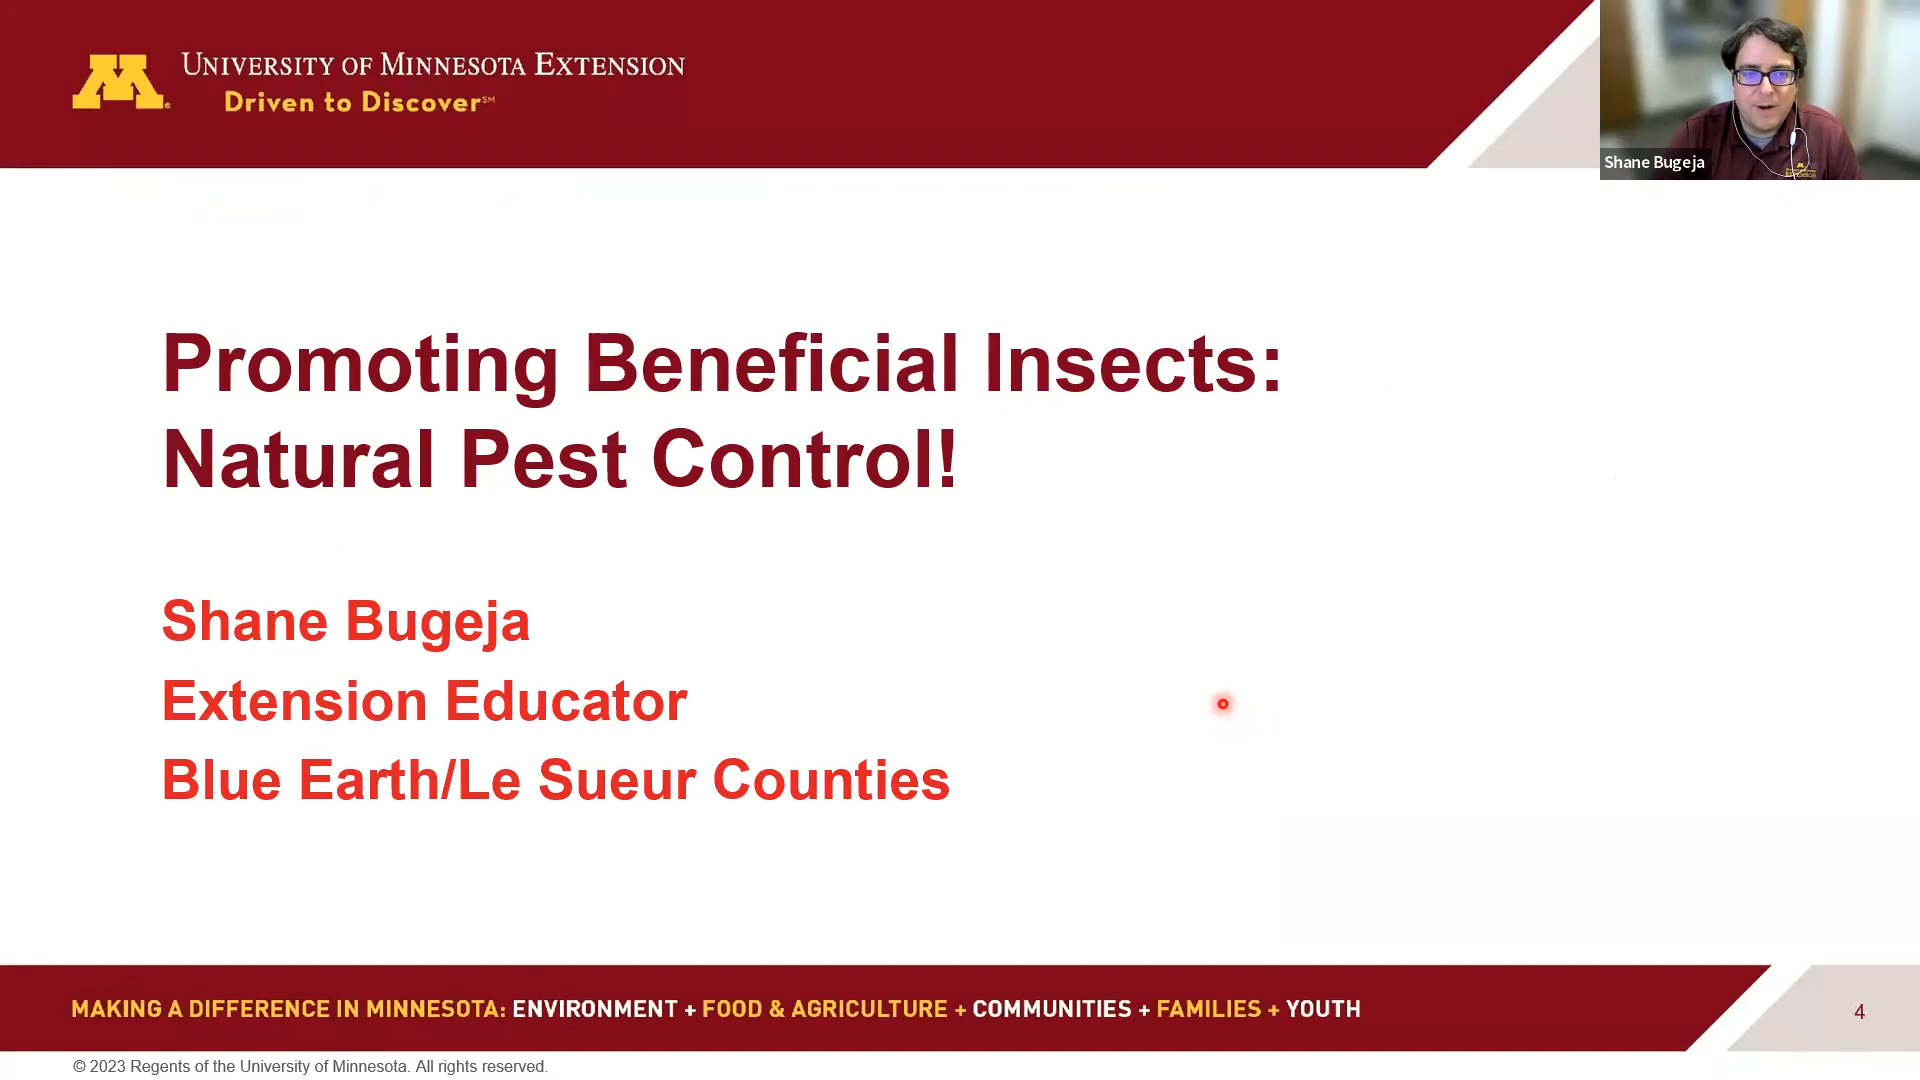 UNIVERSITY OF MINNESOTA EXTENSION
Driven to Discover℠
Shane Bugeja
Promoting Beneficial Insects:
Natural Pest Control!
Shane Bugeja
Extension Educator
Blue Earth/Le Sueur Counties
MAKING A DIFFERENCE IN MINNESOTA: ENVIRONMENT + FOOD & AGRICULTURE + COMMUNITIES + FAMILIES + YOUTH
4
© 2023 Regents of the University of Minnesota. All rights reserved.